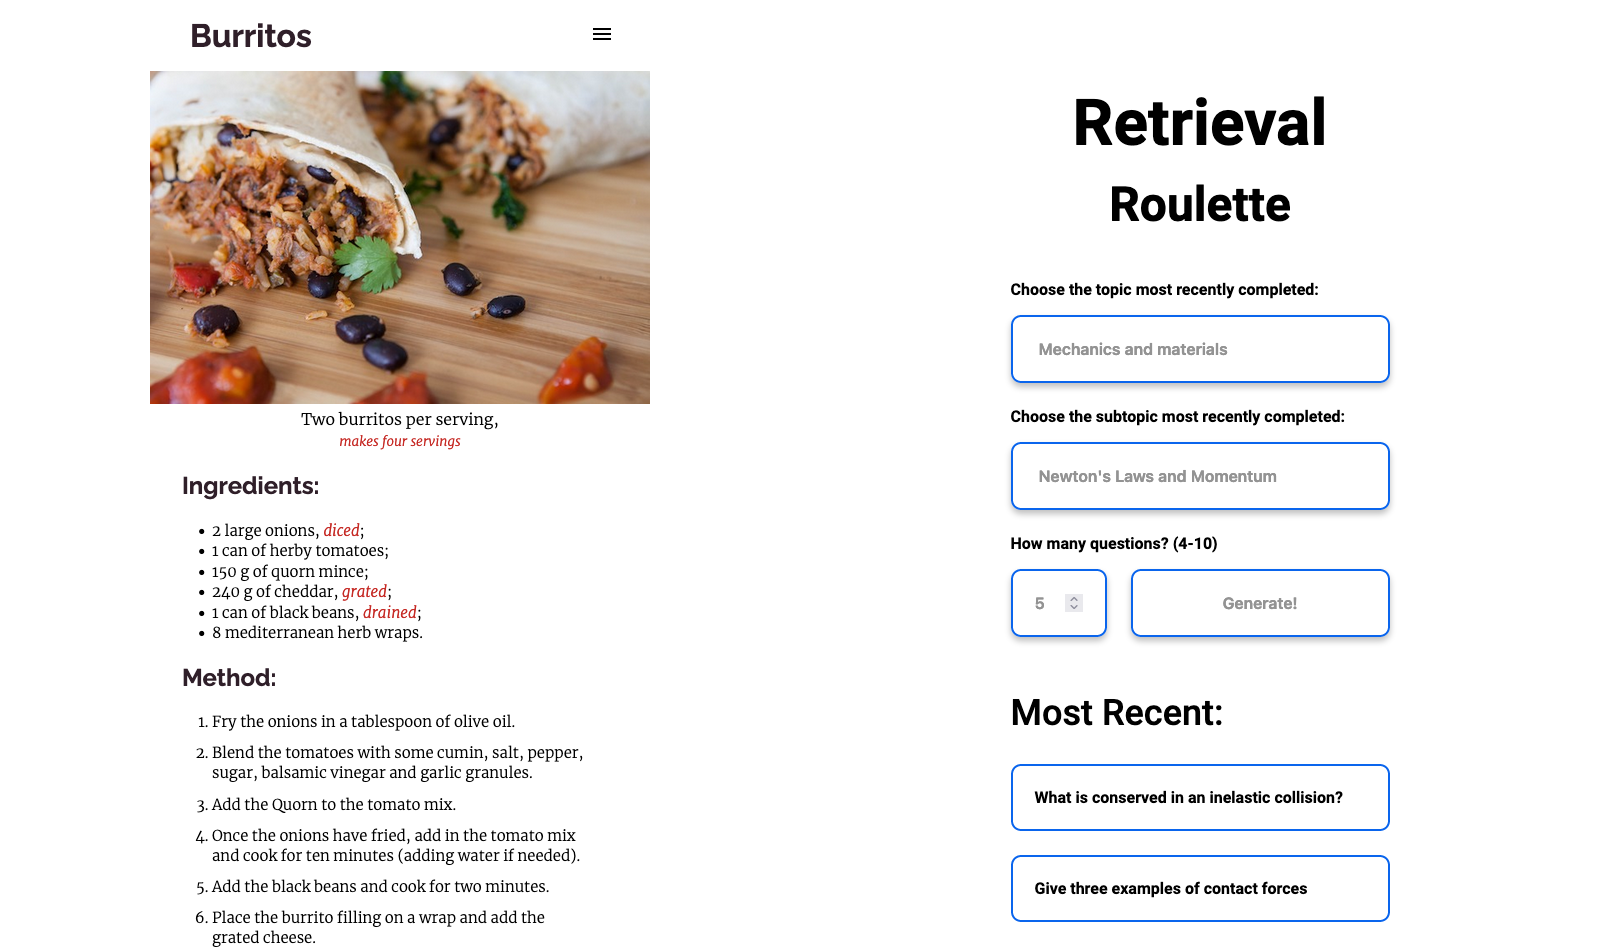 Burritos
Two burritos per serving,
makes four servings
Ingredients:
• 2 large onions, diced;
• 1 can of herby tomatoes;
• 150 g of quorn mince;
• 240 g of cheddar, grated;
• 1 can of black beans, drained;
• 8 mediterranean herb wraps.
Method:
1. Fry the onions in a tablespoon of olive oil.
2. Blend the tomatoes with some cumin, salt, pepper,
sugar, balsamic vinegar and garlic granules.
3. Add the Quorn to the tomato mix.
4. Once the onions have fried, add in the tomato mix
and cook for ten minutes (adding water if needed).
5. Add the black beans and cook for two minutes.
6. Place the burrito filling on a wrap and add the
grated cheese.
Retrieval
Roulette
Choose the topic most recently completed:
Mechanics and materials
Choose the subtopic most recently completed:
Newton's Laws and Momentum
How many questions? (4-10)
5
Generate!
Most Recent:
What is conserved in an inelastic collision?
Give three examples of contact forces